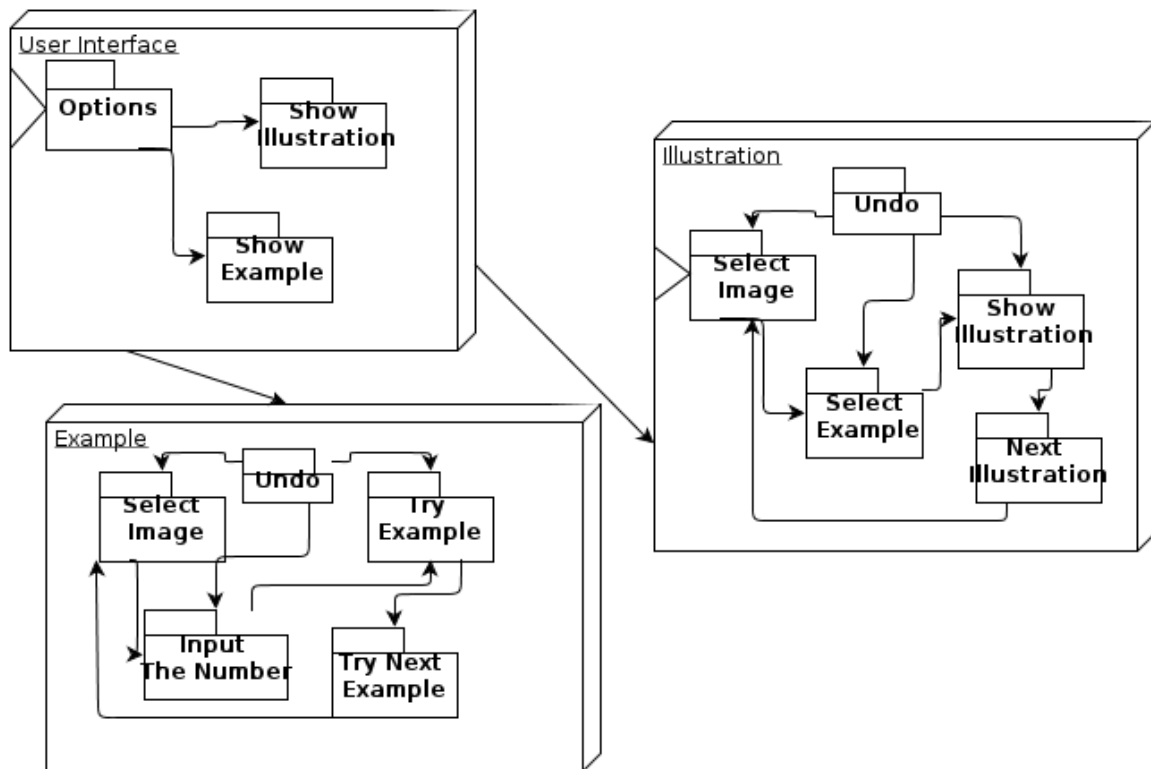 User Interface
Options
Show
Illustration
Show
Example
Illustration
Undo
Select
Image
Show
Illustration
Select
Example
Next
Illustration
Example
Undo
Select
Image
Try
Example
Input
The Number
Try Next
Example